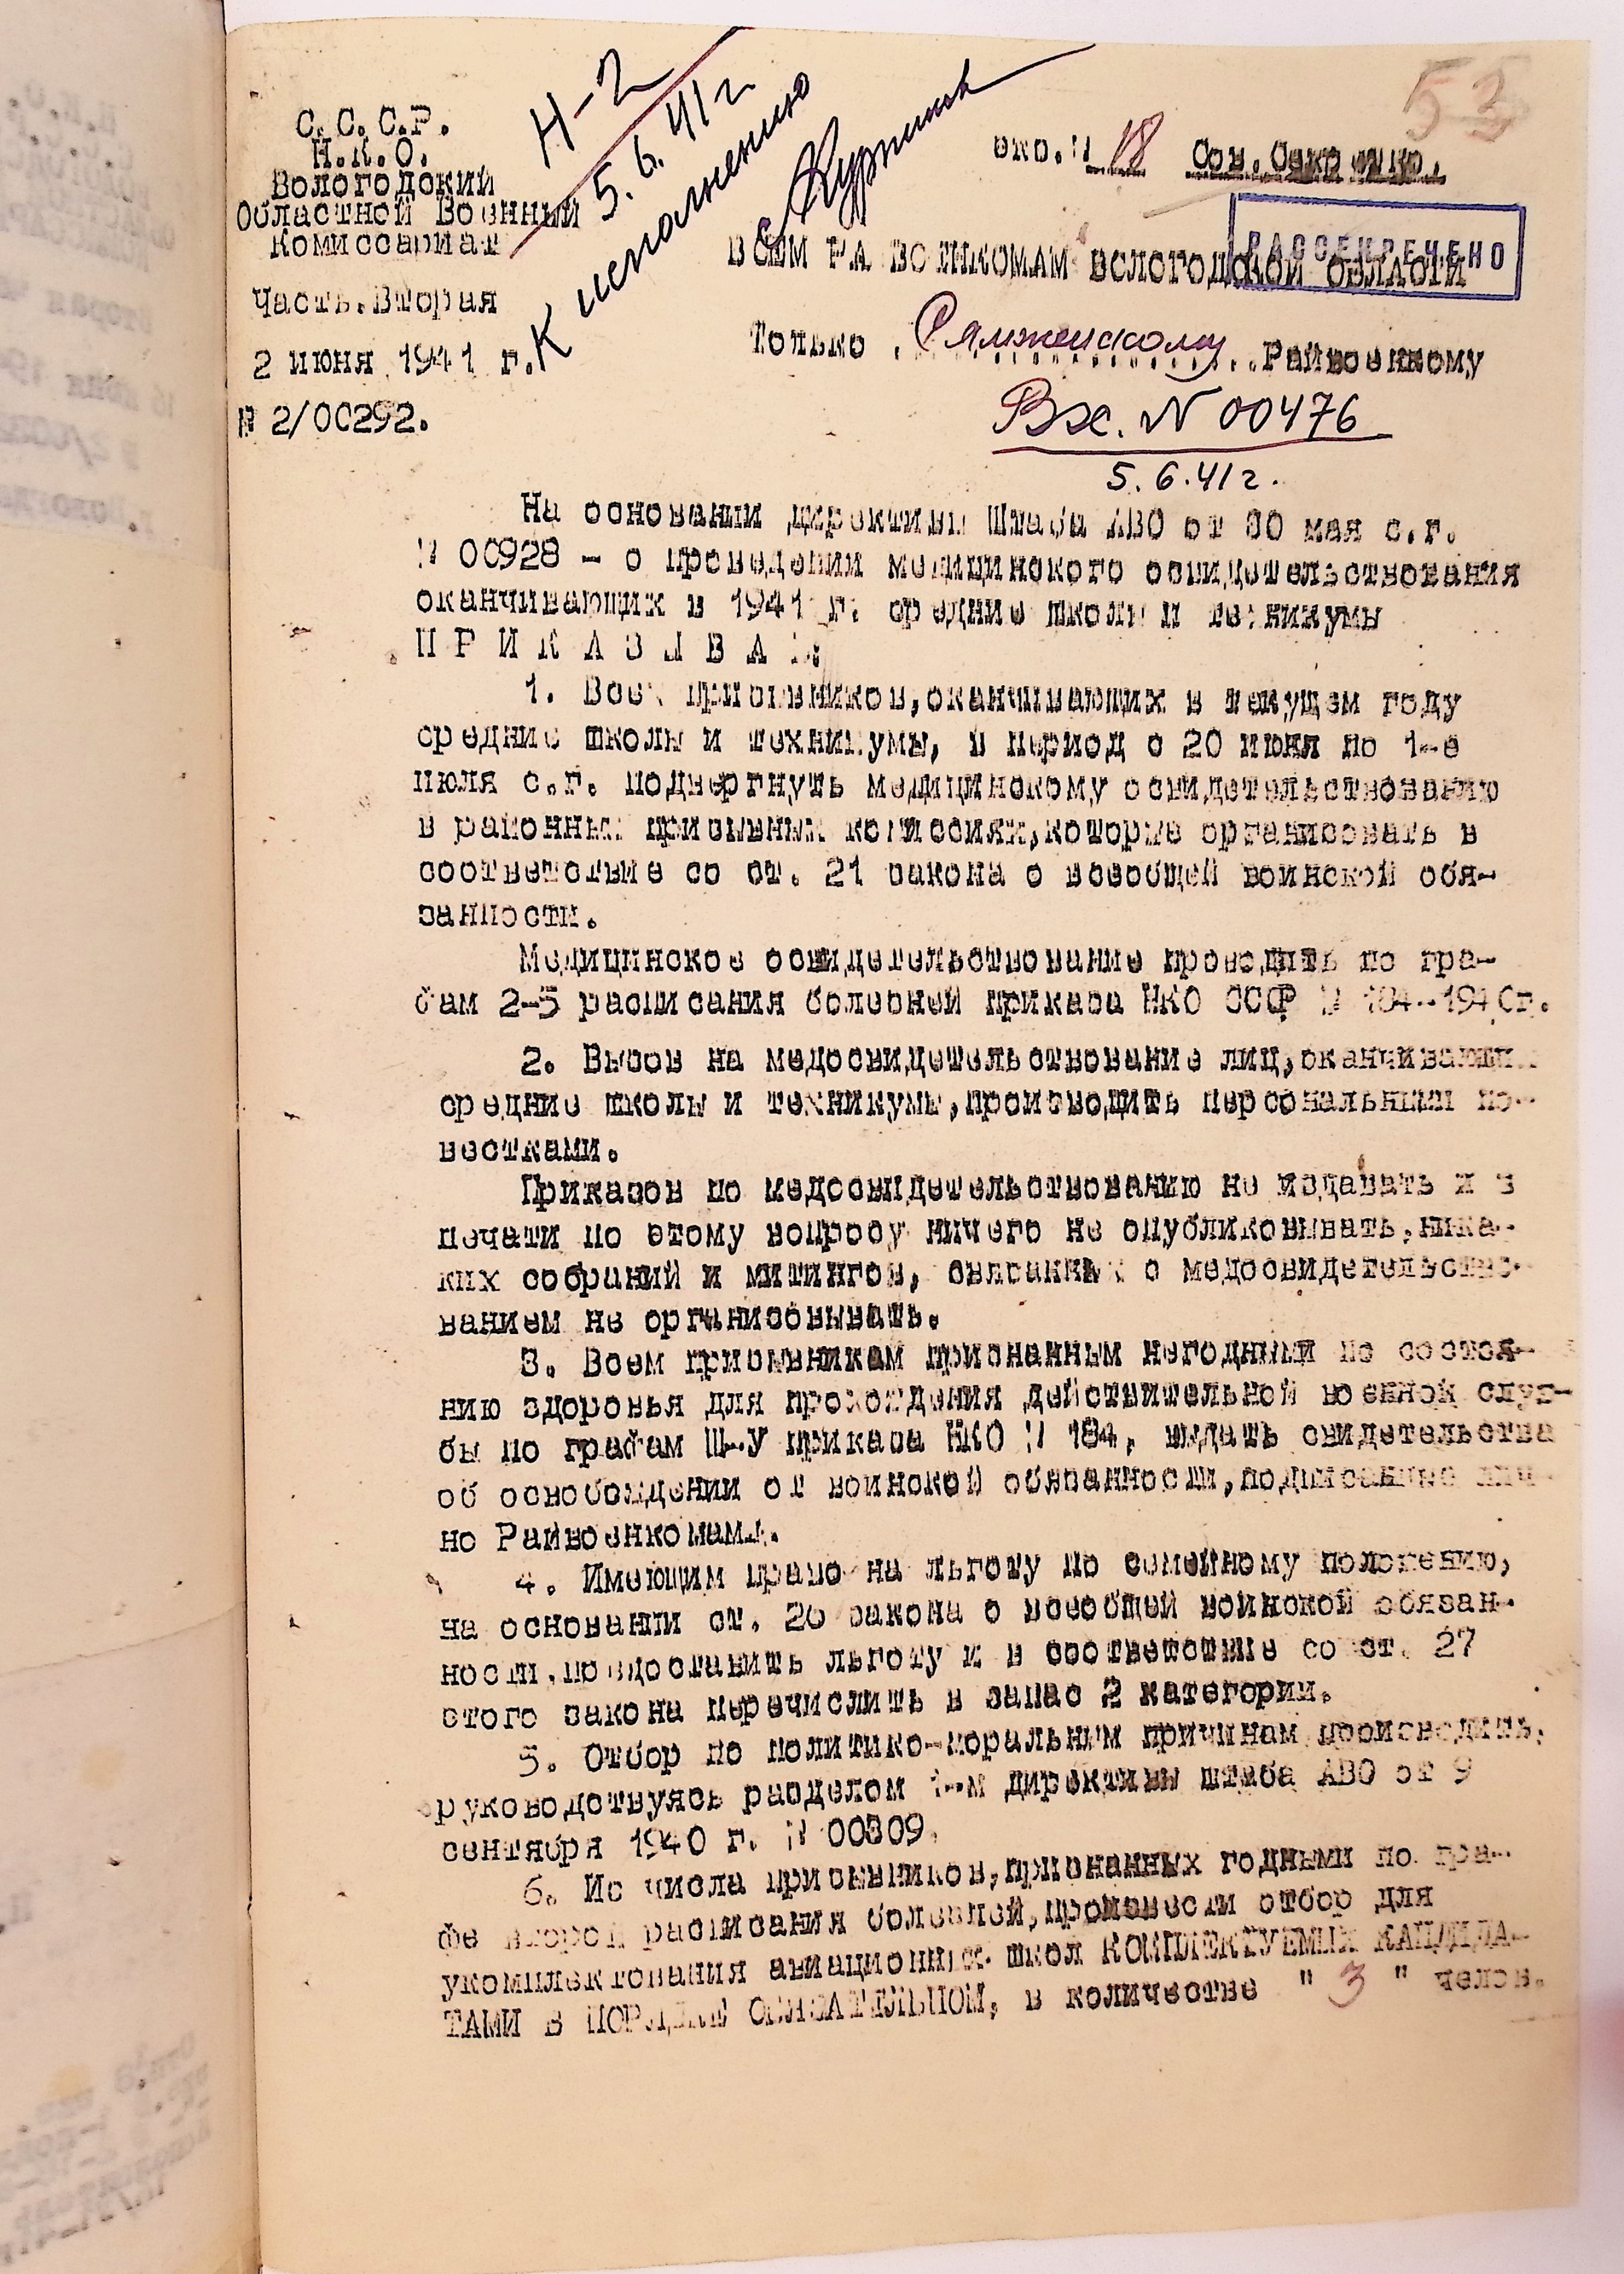 53
Н-2
5.6.41г
К исполнению
экз. № 18 Сов. Секретно.
С.С.С.Р.
Н.К.О.
Вологодский
Областной Военный
Комиссариат
Часть Вторая
2 июня 1941 г.
№ 2/00292.
РАССЕКРЕЧЕНО
ВСЕМ РАЙВОЕНКОМАМ ВОЛОГОДСКОЙ ОБЛАСТИ
Только Сямженскому Райвоенкому
Вх. N 00476
5.6.41г.
На основании директивы Штаба АВО от 30 мая с.г.
№ 00928 - о проведении медицинского освидетельствования
оканчивающих в 1941 г. средние школы и техникумы
П Р И К А З Ы В А Ю:
1. Всех призывников, оканчивающих в текущем году
средние школы и техникумы, в период с 20 июня по 1-е
июля с.г. подвергнуть медицинскому освидетельствованию
в районных призывных комиссиях, которые организовать в
соответствие со ст. 21 закона о всеобщей воинской обя-
занности.
Медицинское освидетельствование проводить по гра-
фам 2-5 расписания болезней приказа НКО СССР № 184-1940г.
2. Вызов на медосвидетельствование лиц, оканчивающих
средние школы и техникумы, производить персональными по-
вестками.
Приказов по медосвидетельствованию не издавать и в
печати по этому вопросу ничего не опубликовывать, ника-
ких собраний и митингов, связанных с медосвидетельство-
ванием не организовывать.
3. Всем призывникам признанным негодными по состоя-
нию здоровья для прохождения действительной военной служ-
бы по графам Ш-У приказа НКО № 184, выдать свидетельства
об освобождении от воинской обязанности, подписанные лич-
но Райвоенкомами.
4. Имеющим право на льготу по семейному положению,
на основании ст. 26 закона о всеобщей воинской обязан-
ности, предоставить льготу и в соответствие со ст. 27
этого закона перечислить в запас 2 категории.
5. Отбор по политико-моральным причинам производить,
руководствуясь разделом 1-м директивы штаба АВО от 9
сентября 1940 г. № 00309.
6. Из числа призывников, признанных годными по гра-
фе второй расписания болезней, произвести отбор для
укомплектования авиационных школ КОМПЛЕКТУЕМЫХ КАНДИДА-
ТАМИ В ПОРЯДКЕ ОБЯЗАТЕЛЬНОМ, в количестве " 3 " челов.